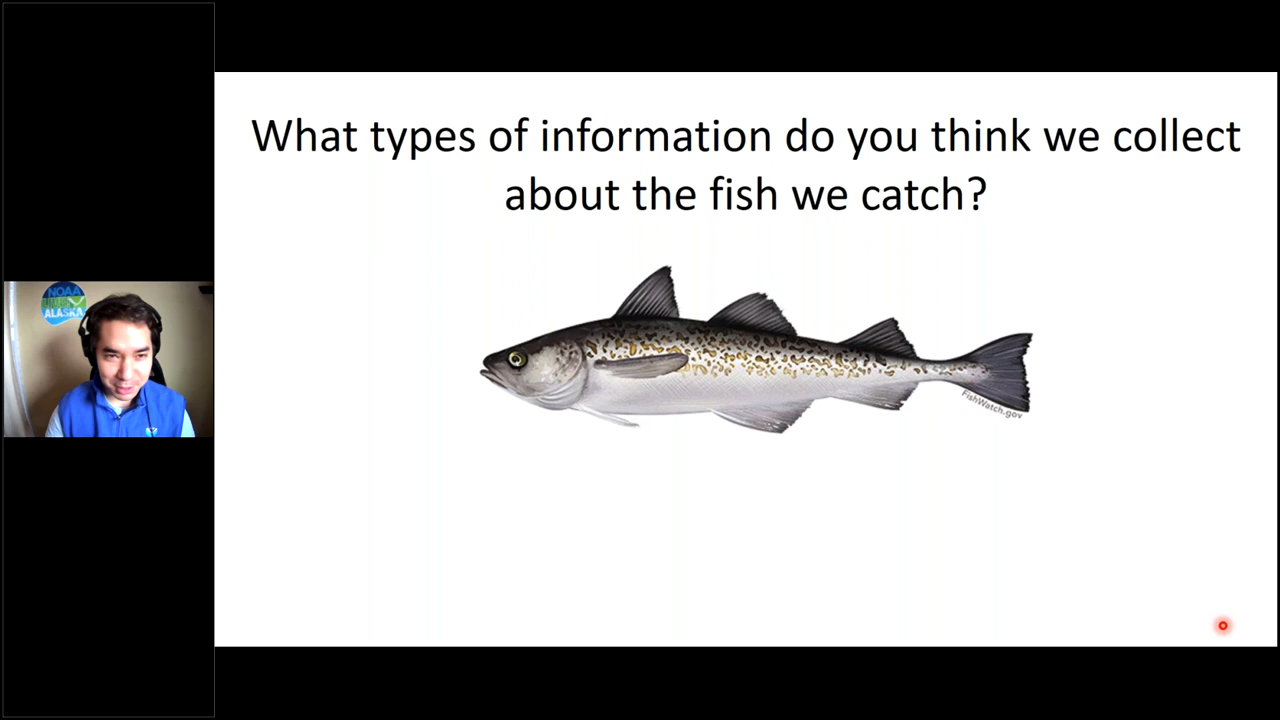 What types of information do you think we collect
about the fish we catch?
FishWatch.gov
NOAA
ALASKA